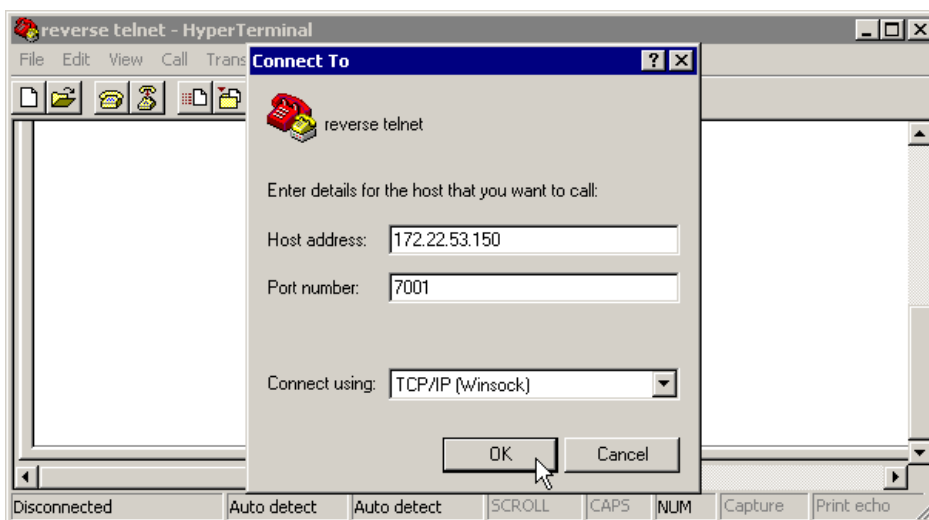 reverse telnet - HyperTerminal
File Edit View Call Trans
Connect To
reverse telnet
Enter details for the host that you want to call:
Host address: 172.22.53.150
Port number: 7001
Connect using: TCP/IP (Winsock)
OK Cancel
Disconnected Auto detect Auto detect SCROLL CAPS NUM Capture Print echo